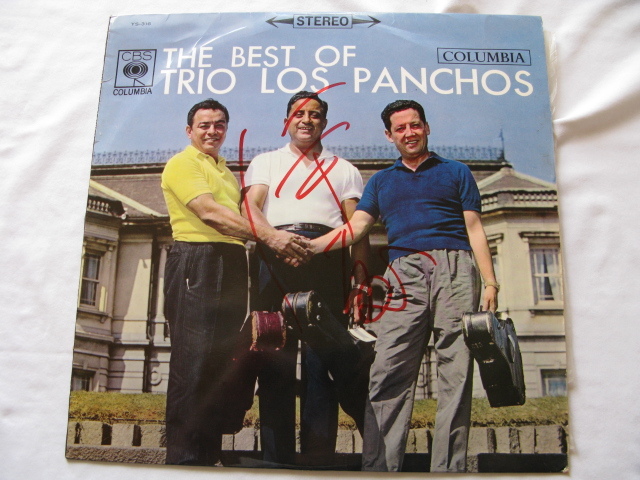 STEREO
YS-316
CBS
COLUMBIA
THE BEST OF
TRIO LOS PANCHOS
COLUMBIA